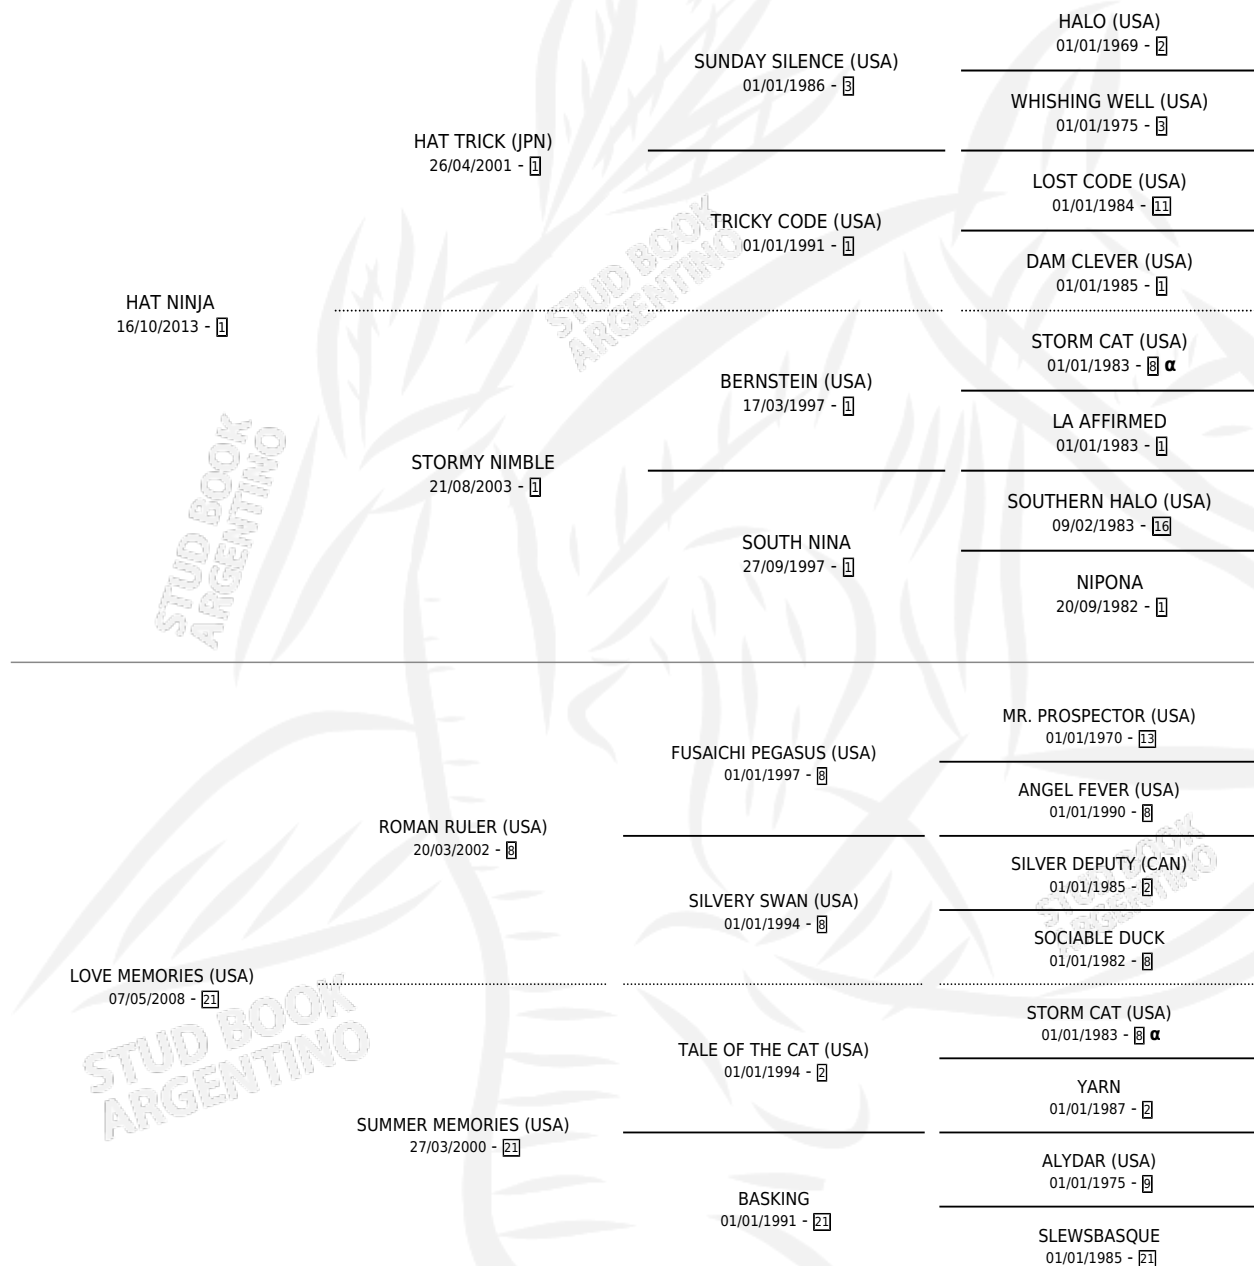 HALO (USA)
01/01/1969 - 2
SUNDAY SILENCE (USA)
01/01/1986 - 3
WHISHING WELL (USA)
01/01/1975 - 3
HAT TRICK (JPN)
26/04/2001 - 1
LOST CODE (USA)
01/01/1984 - 11
TRICKY CODE (USA)
01/01/1991 - 1
DAM CLEVER (USA)
01/01/1985 - 1
HAT NINJA
16/10/2013 - 1
STORM CAT (USA)
01/01/1983 - 8 α
BERNSTEIN (USA)
17/03/1997 - 1
LA AFFIRMED
01/01/1983 - 1
STORMY NIMBLE
21/08/2003 - 1
SOUTHERN HALO (USA)
09/02/1983 - 16
SOUTH NINA
27/09/1997 - 1
NIPONA
20/09/1982 - 1
MR. PROSPECTOR (USA)
01/01/1970 - 13
FUSAICHI PEGASUS (USA)
01/01/1997 - 8
ANGEL FEVER (USA)
01/01/1990 - 8
ROMAN RULER (USA)
20/03/2002 - 8
SILVER DEPUTY (CAN)
01/01/1985 - 2
SILVERY SWAN (USA)
01/01/1994 - 8
SOCIABLE DUCK
01/01/1982 - 8
LOVE MEMORIES (USA)
07/05/2008 - 21
STORM CAT (USA)
01/01/1983 - 8 α
TALE OF THE CAT (USA)
01/01/1994 - 2
YARN
01/01/1987 - 2
SUMMER MEMORIES (USA)
27/03/2000 - 21
ALYDAR (USA)
01/01/1975 - 9
BASKING
01/01/1991 - 21
SLEWSBASQUE
01/01/1985 - 21
STUD BOOK
ARGENTINO
STUD BOOK
ARGENTINO
STUD BOOK
ARGENTINO
STUD BOOK
ARGENTINO